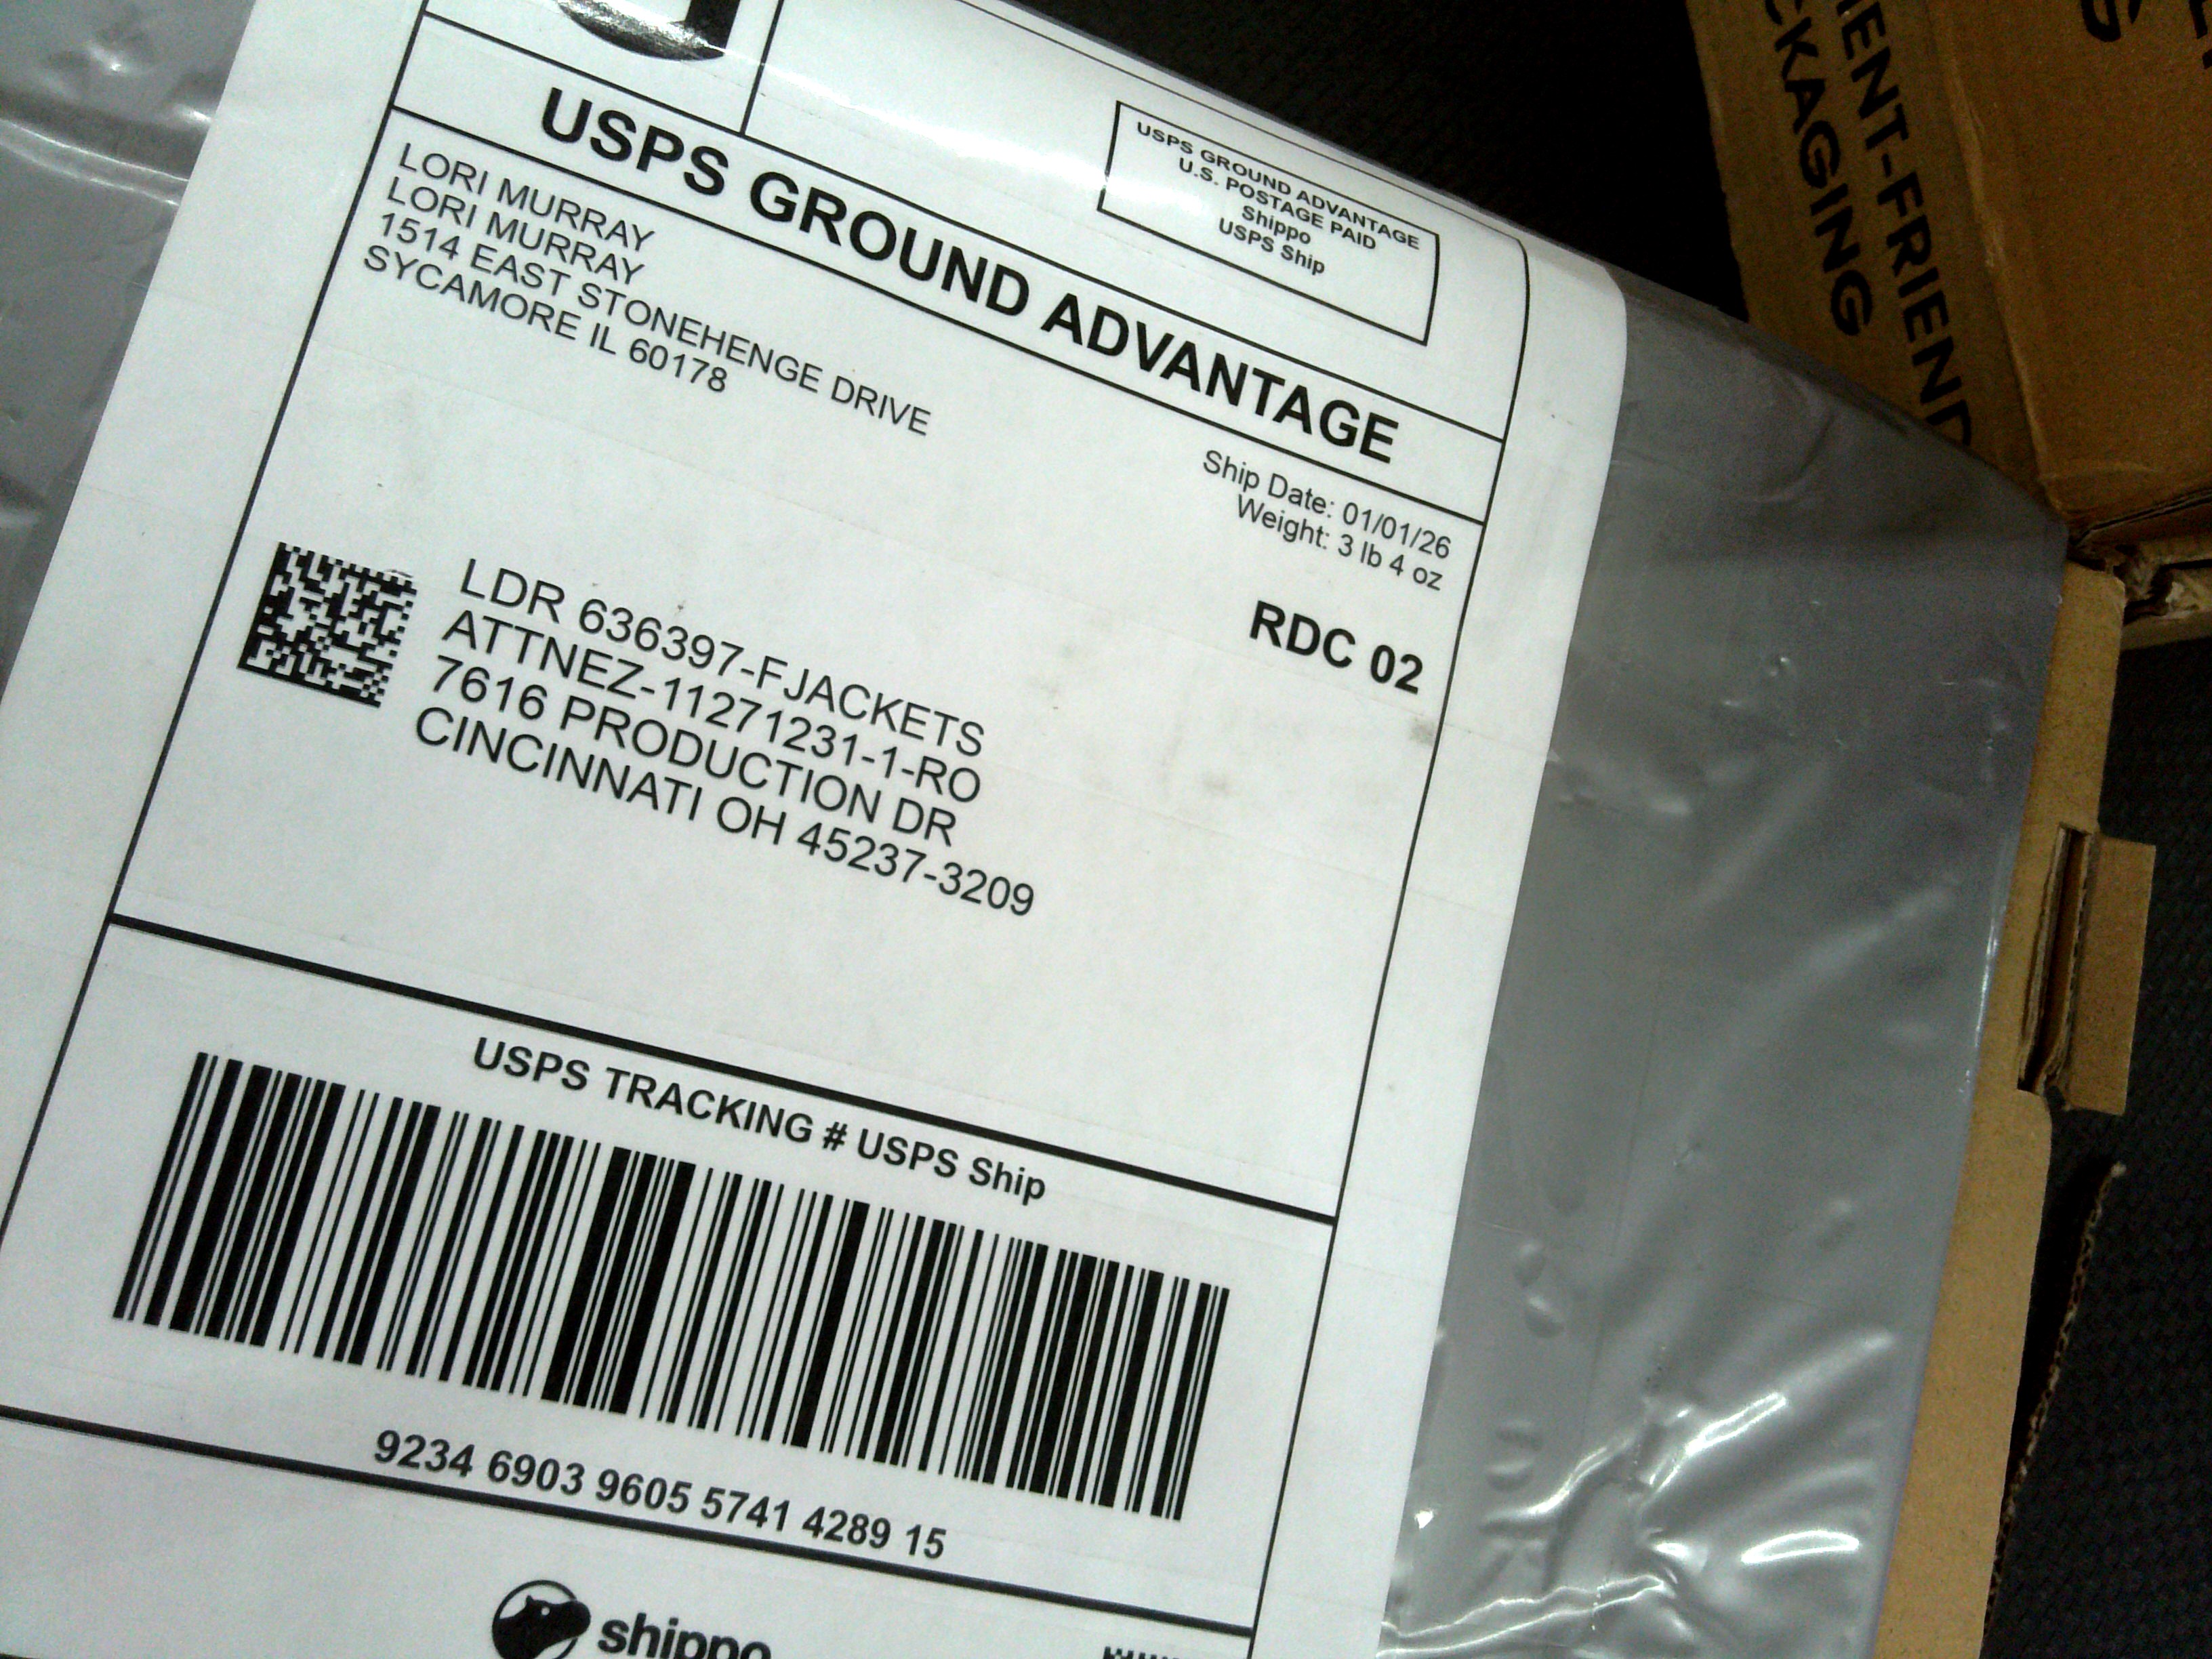 USPS GROUND ADVANTAGE
U.S. POSTAGE PAID
Shippo
USPS Ship
USPS GROUND ADVANTAGE
LORI MURRAY
LORI MURRAY
1514 EAST STONEHENGE DRIVE
SYCAMORE IL 60178
Ship Date: 01/01/26
Weight: 3 lb 4 oz
RDC 02
LDR 636397-FJACKETS
ATTNEZ-11271231-1-RO
7616 PRODUCTION DR
CINCINNATI OH 45237-3209
USPS TRACKING # USPS Ship
9234 6903 9605 5741 4289 15
shippo